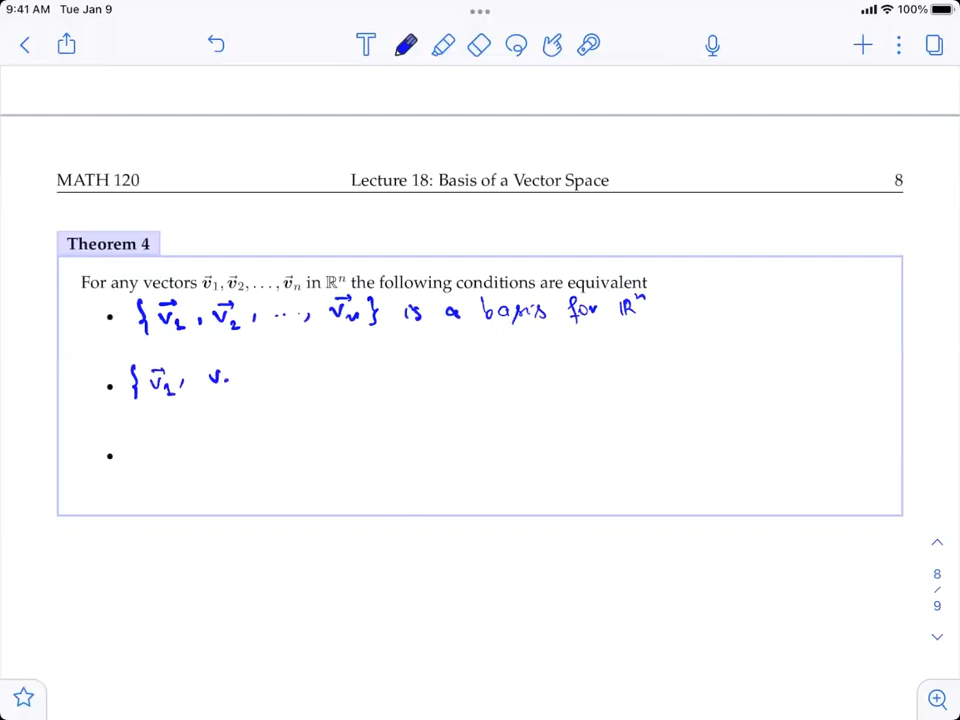 9:41 AM Tue Jan 9 100%
MATH 120 Lecture 18: Basis of a Vector Space 8
Theorem 4
For any vectors v⃗₁, v⃗₂, . . . , v⃗ₙ in ℝⁿ the following conditions are equivalent
• {v⃗₁, v⃗₂, ..., v⃗ₙ} is a basis for ℝⁿ
• {v⃗₁, v
•
8
/
9